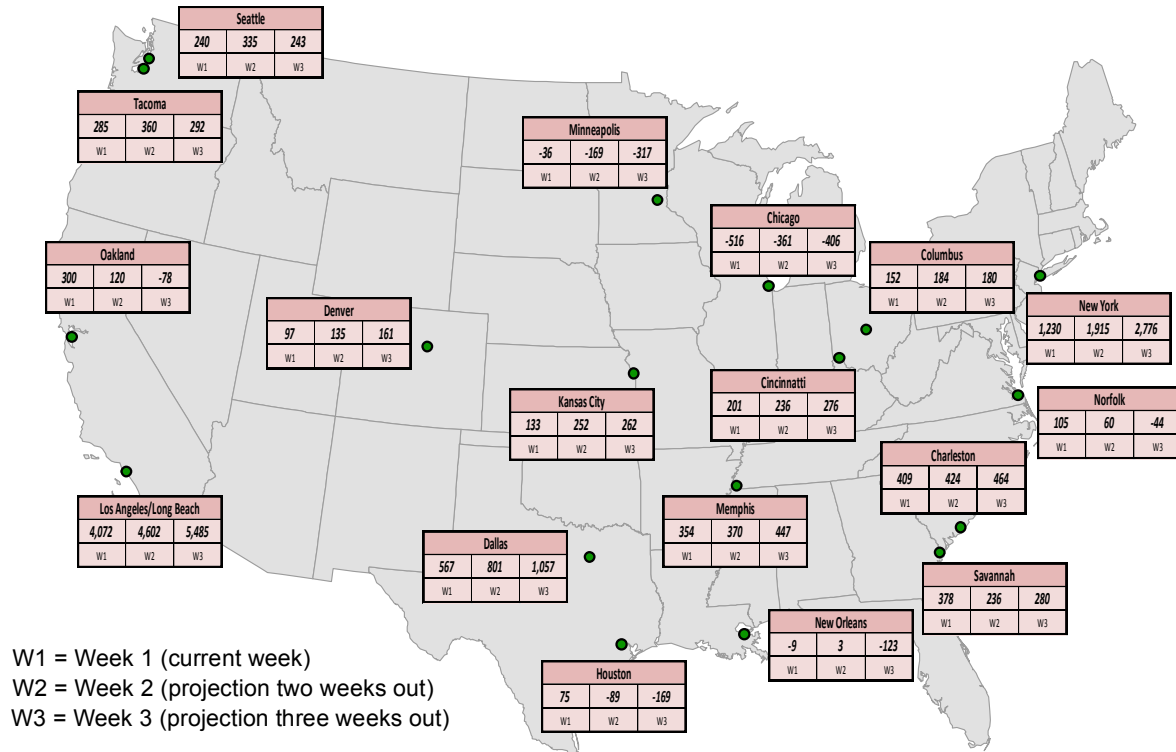 Seattle
240 335 243
W1 W2 W3
Tacoma
285 360 292
W1 W2 W3
Minneapolis
-36 -169 -317
W1 W2 W3
Chicago
-516 -361 -406
W1 W2 W3
Oakland
300 120 -78
W1 W2 W3
Columbus
152 184 180
W1 W2 W3
Denver
97 135 161
W1 W2 W3
New York
1,230 1,915 2,776
W1 W2 W3
Cincinnatti
201 236 276
W1 W2 W3
Kansas City
133 252 262
W1 W2 W3
Norfolk
105 60 -44
W1 W2 W3
Charleston
409 424 464
W1 W2 W3
Los Angeles/Long Beach
4,072 4,602 5,485
W1 W2 W3
Memphis
354 370 447
W1 W2 W3
Dallas
567 801 1,057
W1 W2 W3
Savannah
378 236 280
W1 W2 W3
New Orleans
-9 3 -123
W1 W2 W3
Houston
75 -89 -169
W1 W2 W3
W1 = Week 1 (current week)
W2 = Week 2 (projection two weeks out)
W3 = Week 3 (projection three weeks out)